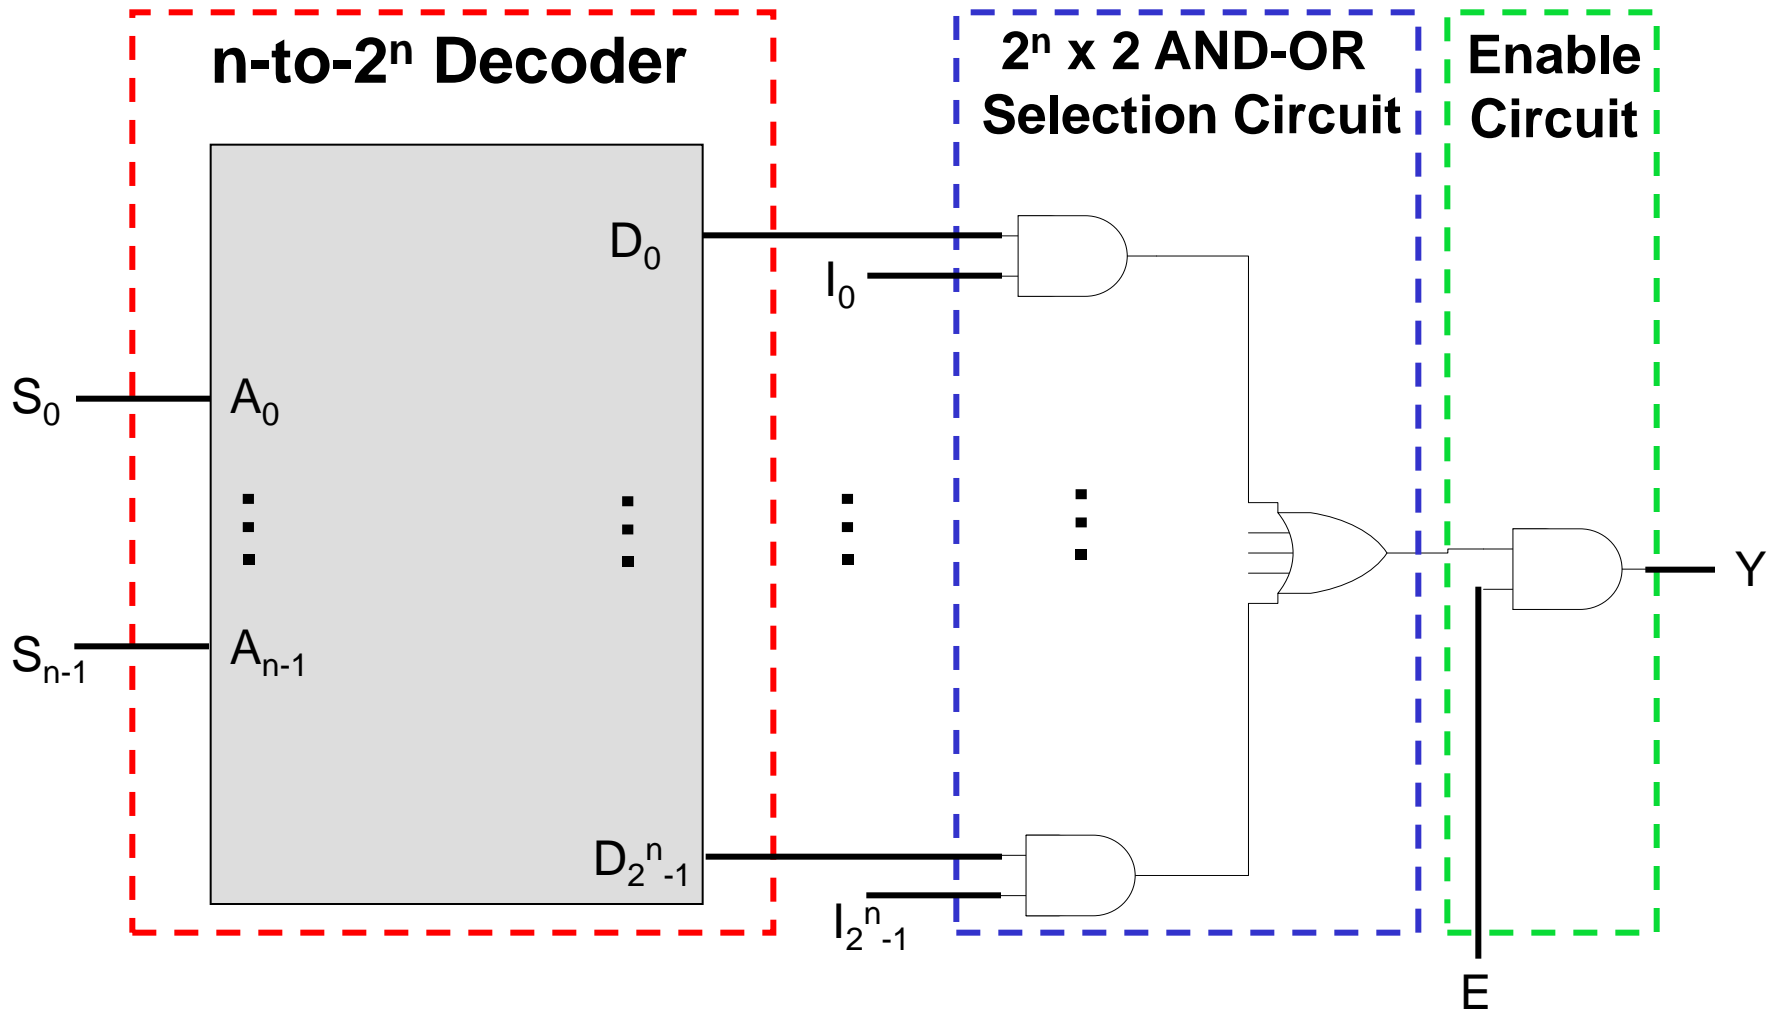 n-to-2ⁿ Decoder
2ⁿ x 2 AND-OR
Selection Circuit
Enable
Circuit
D₀
I₀
S₀
A₀
Y
Sₙ₋₁
Aₙ₋₁
D₂ⁿ₋₁
I₂ⁿ₋₁
E